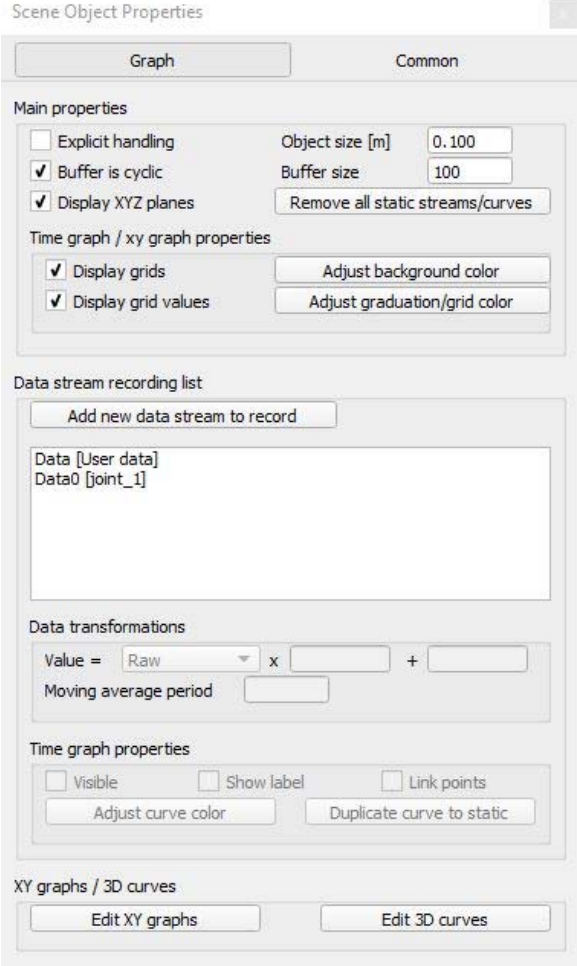 Scene Object Properties
x
Graph Common
Main properties
Explicit handling Object size [m] 0.100
Buffer is cyclic Buffer size 100
Display XYZ planes Remove all static streams/curves
Time graph / xy graph properties
Display grids Adjust background color
Display grid values Adjust graduation/grid color
Data stream recording list
Add new data stream to record
Data [User data]
Data0 [joint_1]
Data transformations
Value = Raw x +
Moving average period
Time graph properties
Visible Show label Link points
Adjust curve color Duplicate curve to static
XY graphs / 3D curves
Edit XY graphs Edit 3D curves